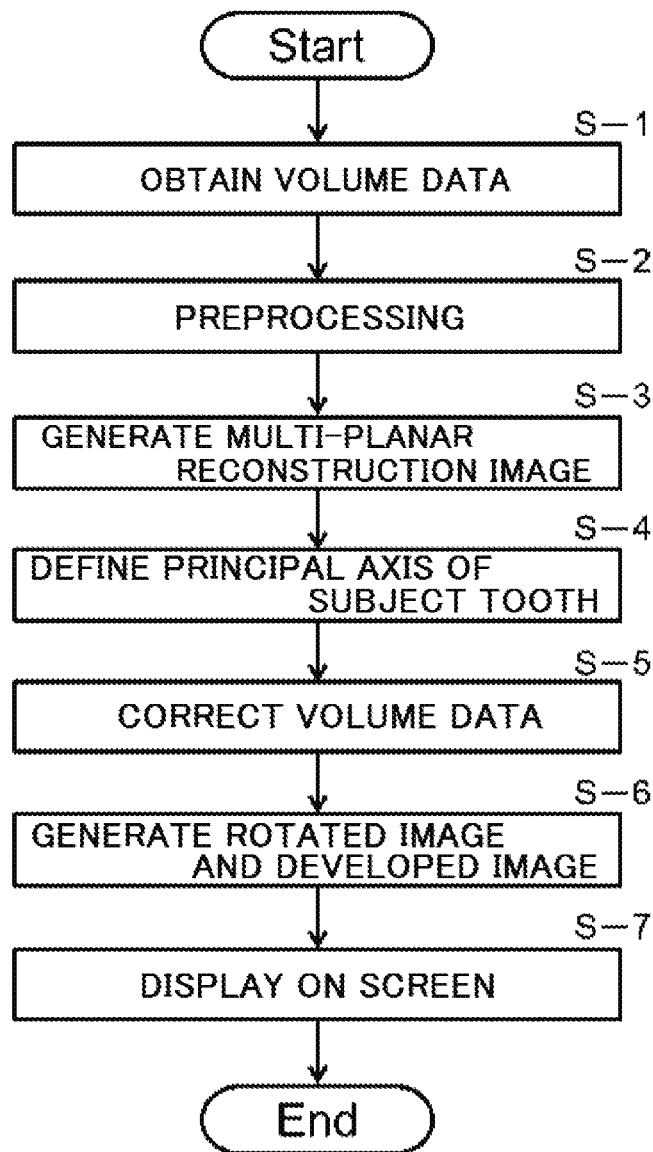 Start
S-1
OBTAIN VOLUME DATA
S-2
PREPROCESSING
S-3
GENERATE MULTI-PLANAR
RECONSTRUCTION IMAGE
S-4
DEFINE PRINCIPAL AXIS OF
SUBJECT TOOTH
S-5
CORRECT VOLUME DATA
S-6
GENERATE ROTATED IMAGE
AND DEVELOPED IMAGE
S-7
DISPLAY ON SCREEN
End